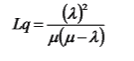 Lq = (λ)² / μ(μ − λ)